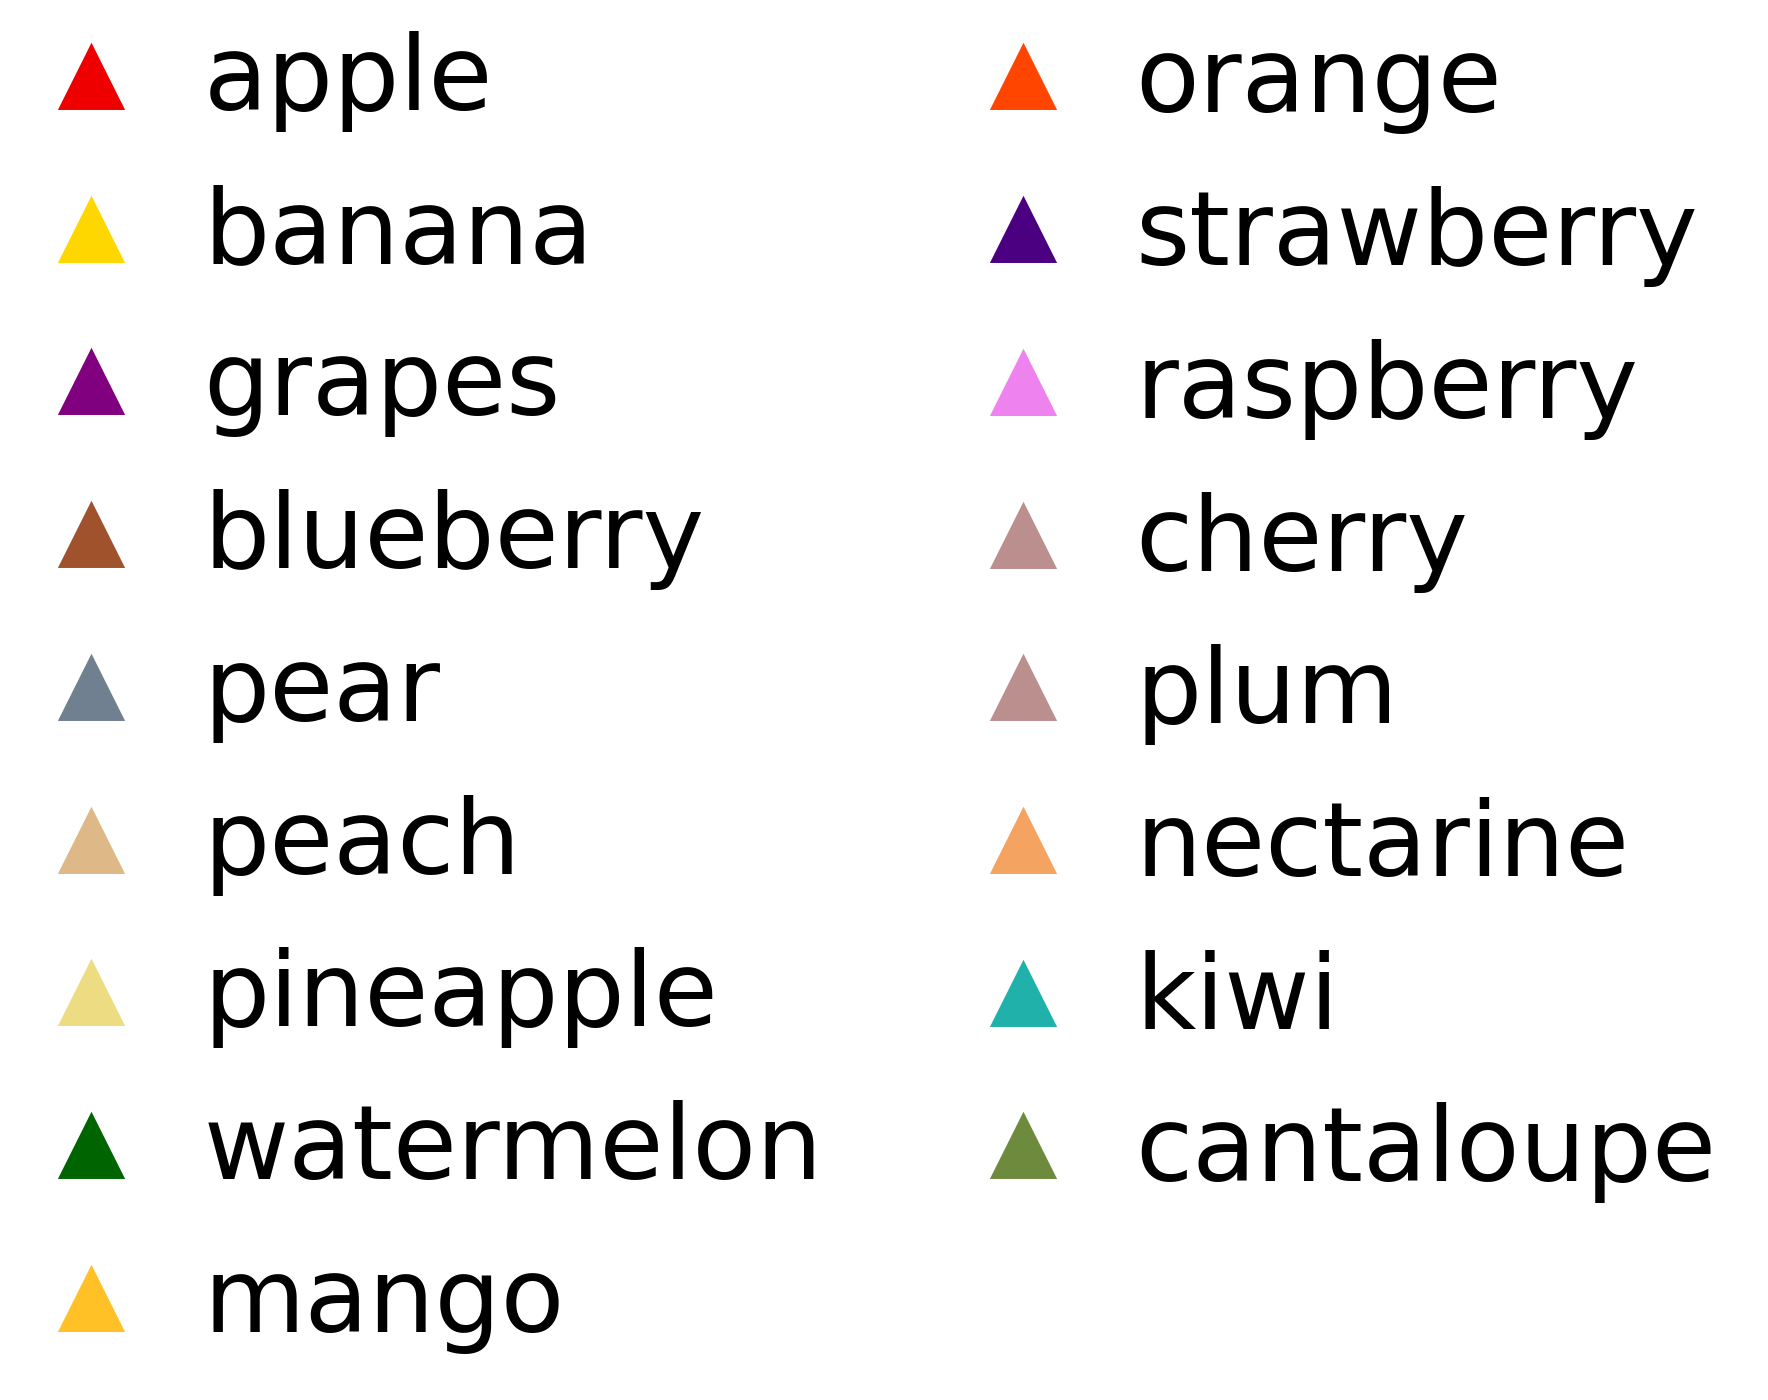 apple
banana
grapes
blueberry
pear
peach
pineapple
watermelon
mango
orange
strawberry
raspberry
cherry
plum
nectarine
kiwi
cantaloupe